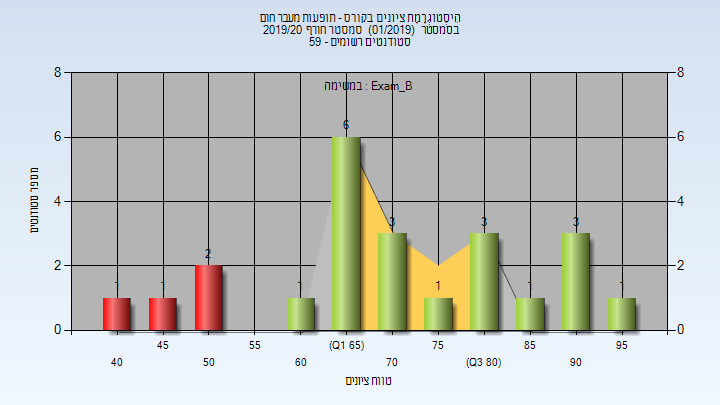 הִיסְטוֹגְרָמַת ציונים בקורס - תופעות מעבר חום
בסמסטר (01/2019) סמסטר חורף 2019/20
סטודנטים רשומים - 59
במשימה : Exam_B
מספר סטודנטים
8 8
6 6
4 4
2 2
0 0
1 1 2 1 6 3 1 3 1 3 1
45 55 (Q1 65) 75 85 95
40 50 60 70 (Q3 80) 90
טווח ציונים